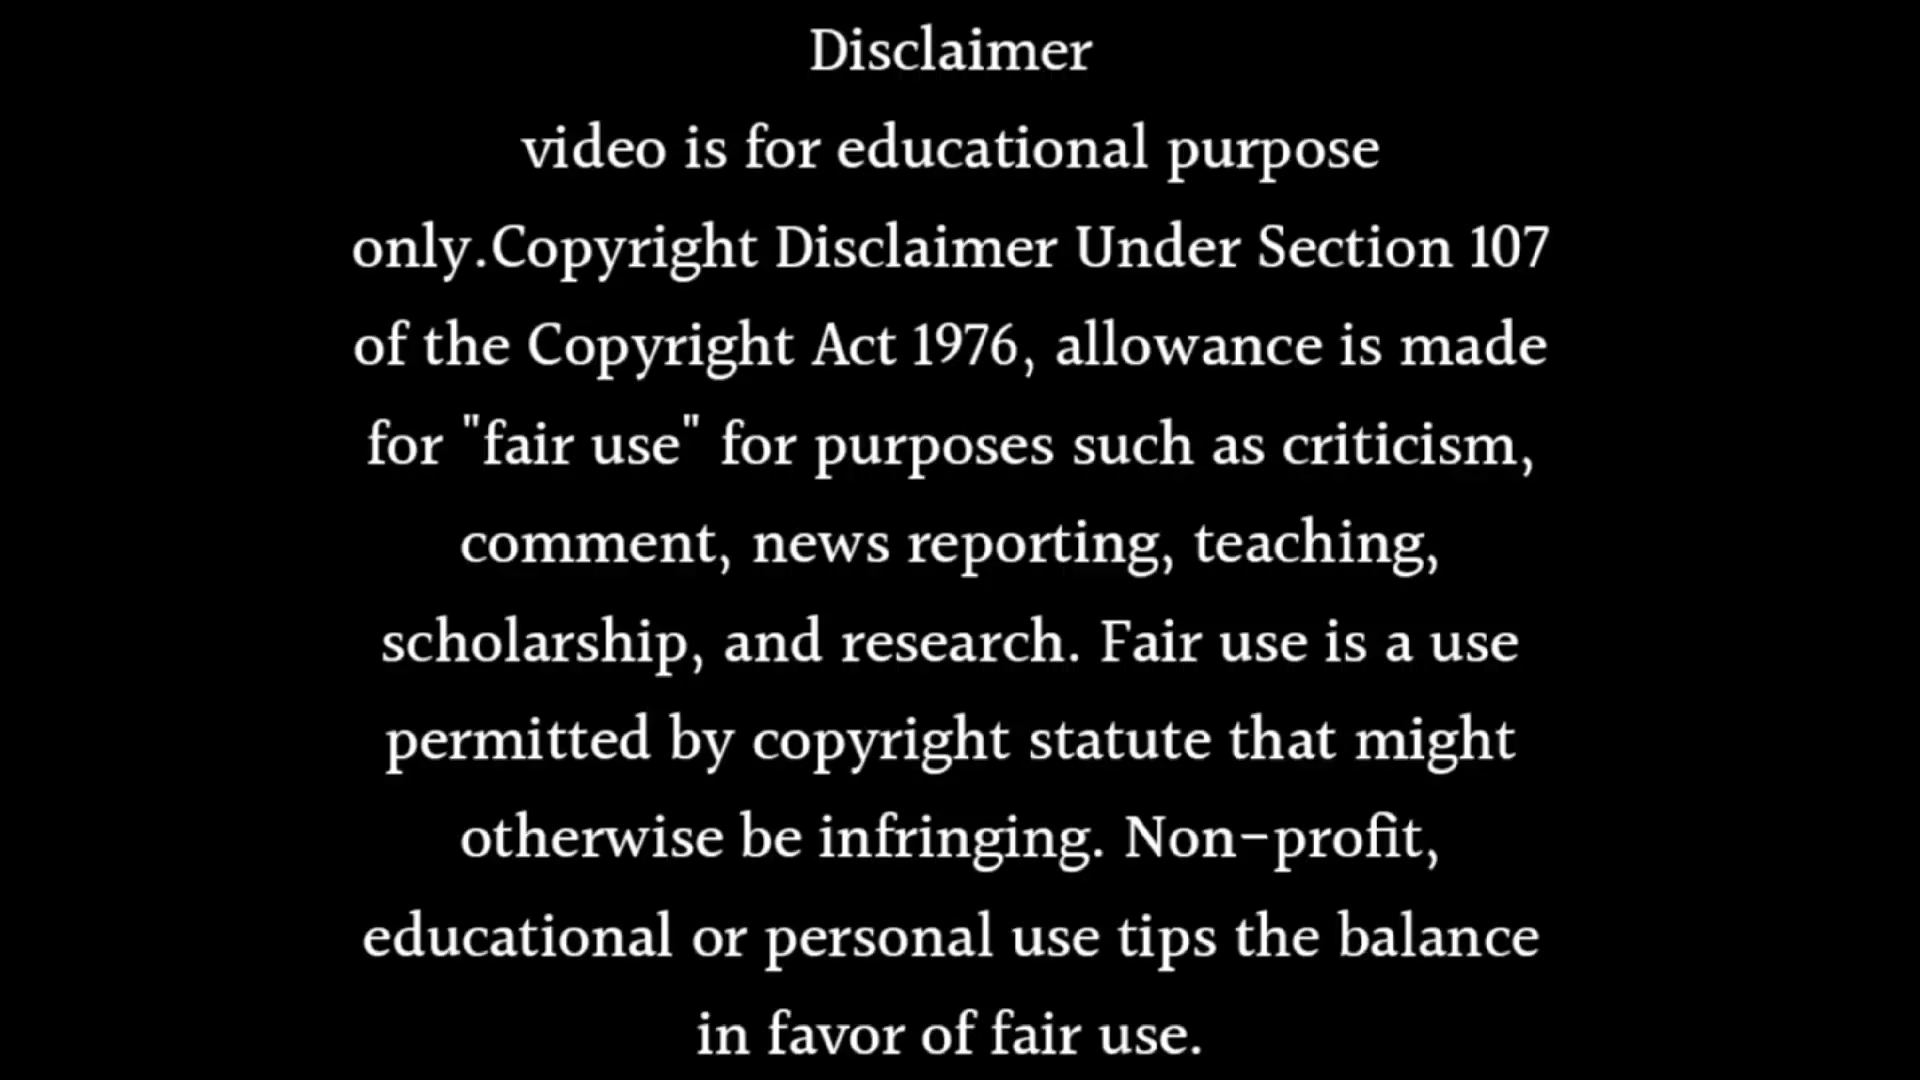 Disclaimer
video is for educational purpose
only.Copyright Disclaimer Under Section 107
of the Copyright Act 1976, allowance is made
for "fair use" for purposes such as criticism,
comment, news reporting, teaching,
scholarship, and research. Fair use is a use
permitted by copyright statute that might
otherwise be infringing. Non-profit,
educational or personal use tips the balance
in favor of fair use.